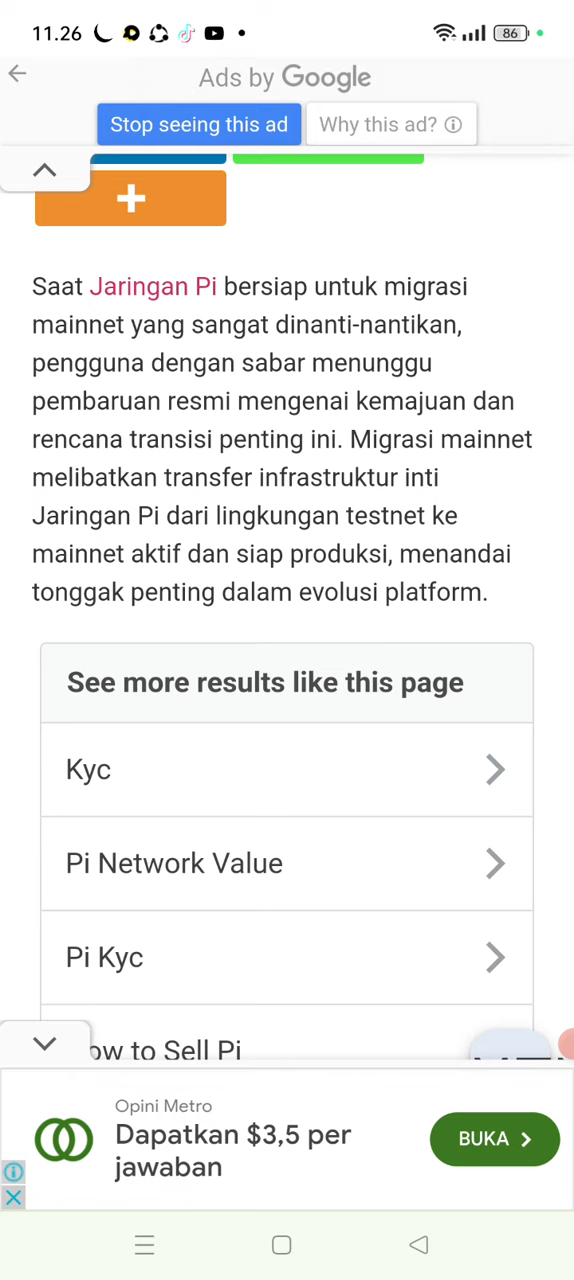 11.26
86
Ads by Google
Stop seeing this ad
Why this ad?
Saat Jaringan Pi bersiap untuk migrasi
mainnet yang sangat dinanti-nantikan,
pengguna dengan sabar menunggu
pembaruan resmi mengenai kemajuan dan
rencana transisi penting ini. Migrasi mainnet
melibatkan transfer infrastruktur inti
Jaringan Pi dari lingkungan testnet ke
mainnet aktif dan siap produksi, menandai
tonggak penting dalam evolusi platform.
See more results like this page
Kyc
Pi Network Value
Pi Kyc
ow to Sell Pi
Opini Metro
Dapatkan $3,5 per
jawaban
BUKA